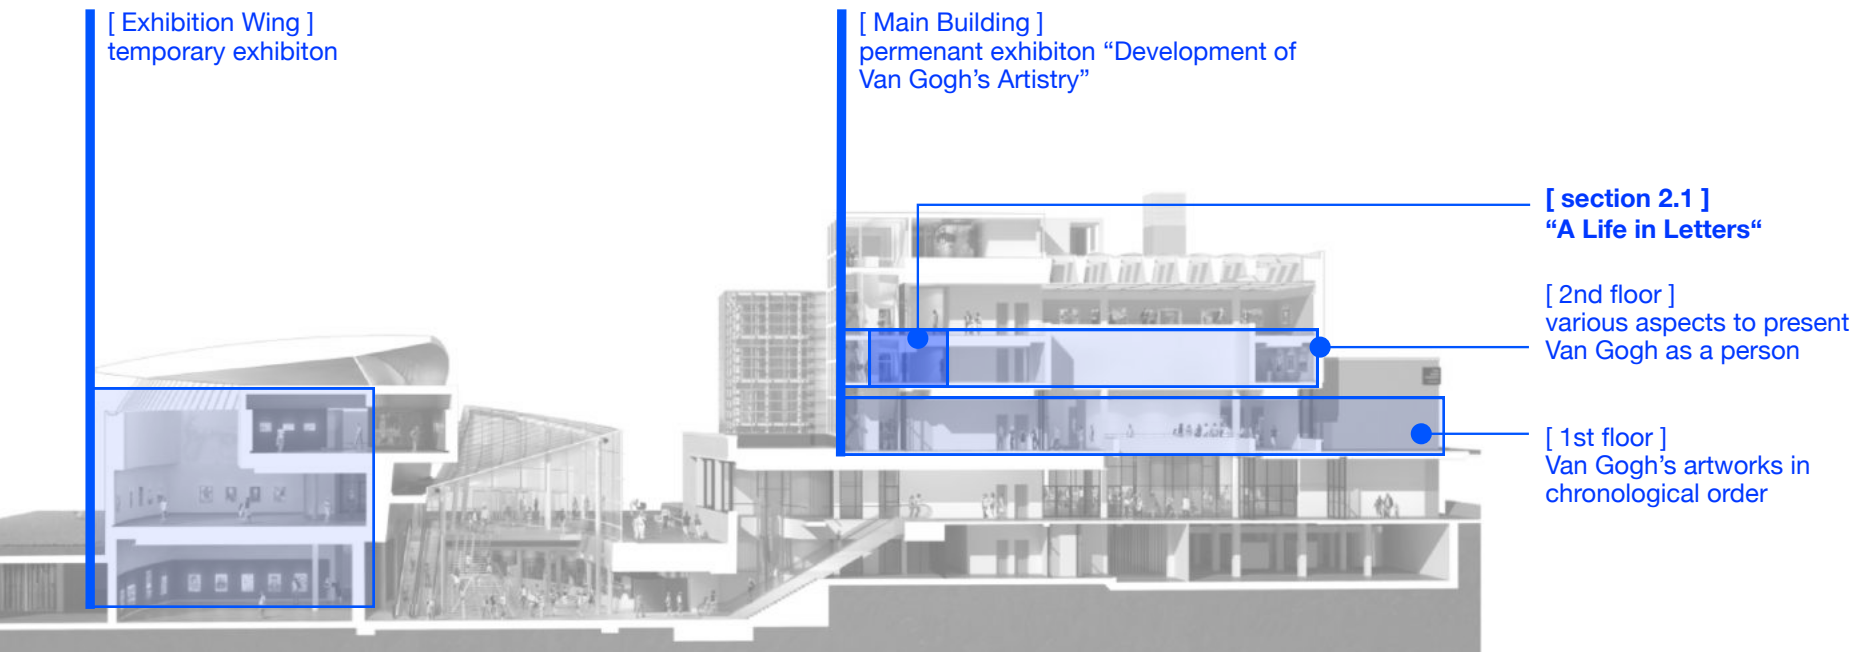 [ Exhibition Wing ]
temporary exhibiton
[ Main Building ]
permenant exhibiton “Development of
Van Gogh’s Artistry”
[ section 2.1 ]
“A Life in Letters“
[ 2nd floor ]
various aspects to present
Van Gogh as a person
[ 1st floor ]
Van Gogh’s artworks in
chronological order